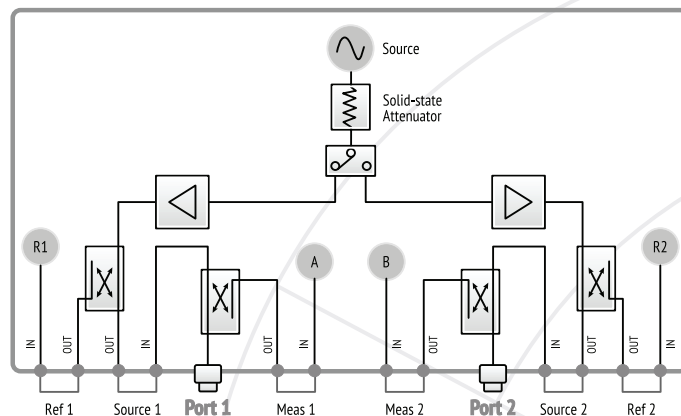 Source
Solid-state
Attenuator
R1
A
B
R2
IN
OUT
OUT
IN
OUT
IN
IN
OUT
IN
OUT
OUT
IN
Ref 1
Source 1
Port 1
Meas 1
Meas 2
Port 2
Source 2
Ref 2